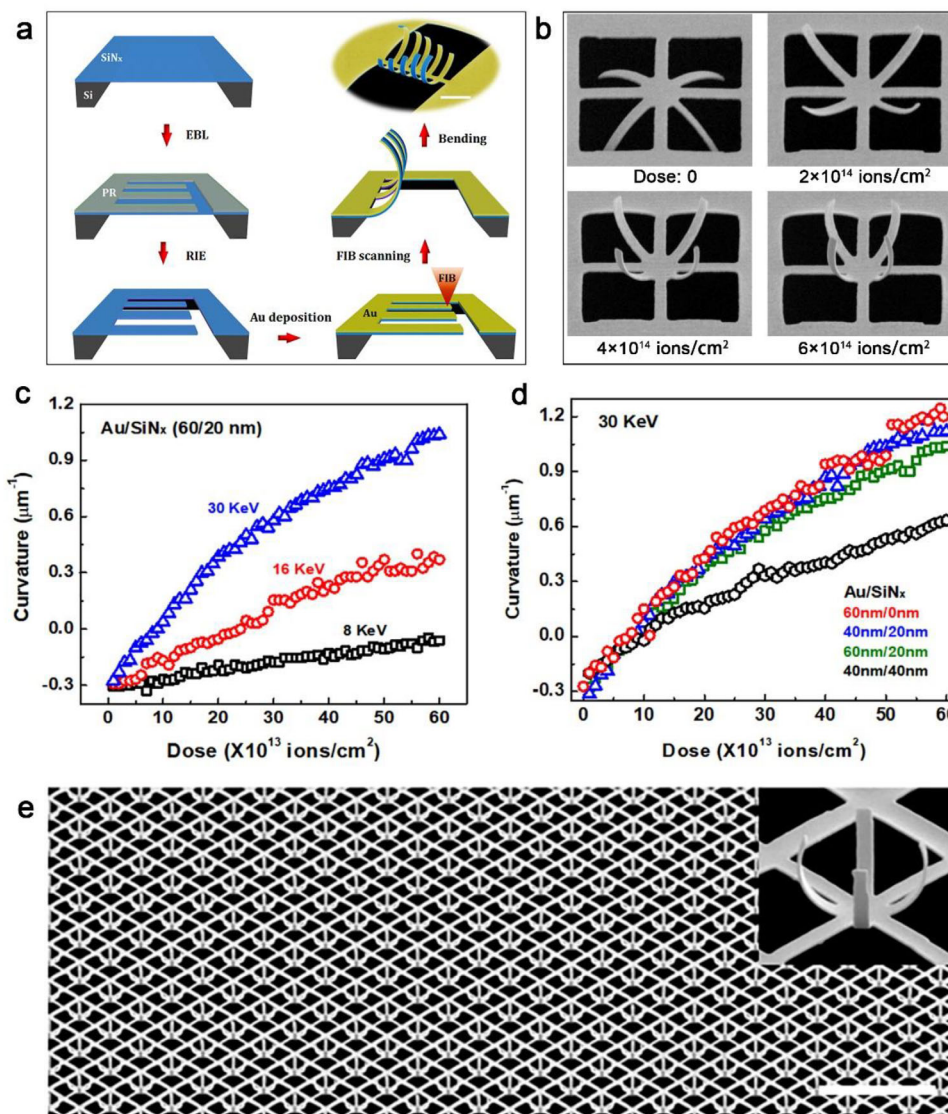 a
SiNx
Si
EBL
PR
RIE
Au deposition
Au
FIB
FIB scanning
Bending
b
Dose: 0
2×10¹⁴ ions/cm²
4×10¹⁴ ions/cm²
6×10¹⁴ ions/cm²
c
Au/SiNx (60/20 nm)
30 KeV
16 KeV
8 KeV
1.2
0.9
0.6
0.3
0.0
-0.3
Curvature (μm⁻¹)
0 10 20 30 40 50 60
Dose (X10¹³ ions/cm²)
d
30 KeV
Au/SiNx
60nm/0nm
40nm/20nm
60nm/20nm
40nm/40nm
1.2
0.9
0.6
0.3
0.0
-0.3
Curvature (μm⁻¹)
0 10 20 30 40 50 60
Dose (X10¹³ ions/cm²)
e